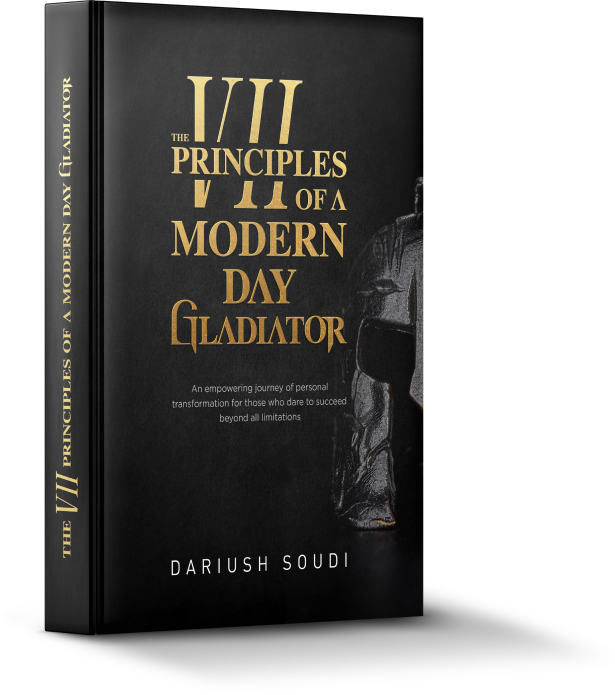 THE VII PRINCIPLES OF A MODERN DAY GLADIATOR
THE VII
PRINCIPLES
OF A
MODERN
DAY
GLADIATOR
An empowering journey of personal
transformation for those who dare to succeed
beyond all limitations
DARIUSH SOUDI